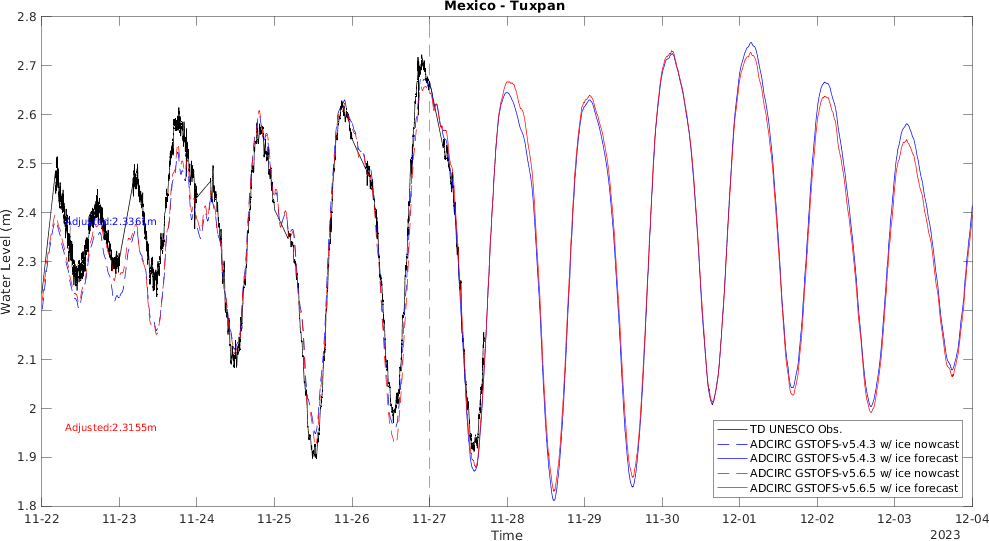 Mexico - Tuxpan
2.8
2.7
2.6
2.5
2.4
2.3
2.2
2.1
2
1.9
1.8
Water Level (m)
Adjusted:2.3361m
Adjusted:2.3155m
TD UNESCO Obs.
ADCIRC GSTOFS-v5.4.3 w/ ice nowcast
ADCIRC GSTOFS-v5.4.3 w/ ice forecast
ADCIRC GSTOFS-v5.6.5 w/ ice nowcast
ADCIRC GSTOFS-v5.6.5 w/ ice forecast
11-22 11-23 11-24 11-25 11-26 11-27 11-28 11-29 11-30 12-01 12-02 12-03 12-04
Time
2023